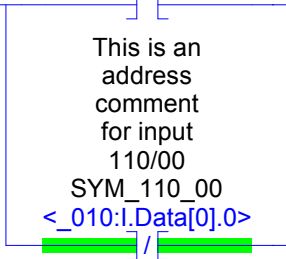 This is an
address
comment
for input
110/00
SYM_110_00
<_010:I.Data[0].0>